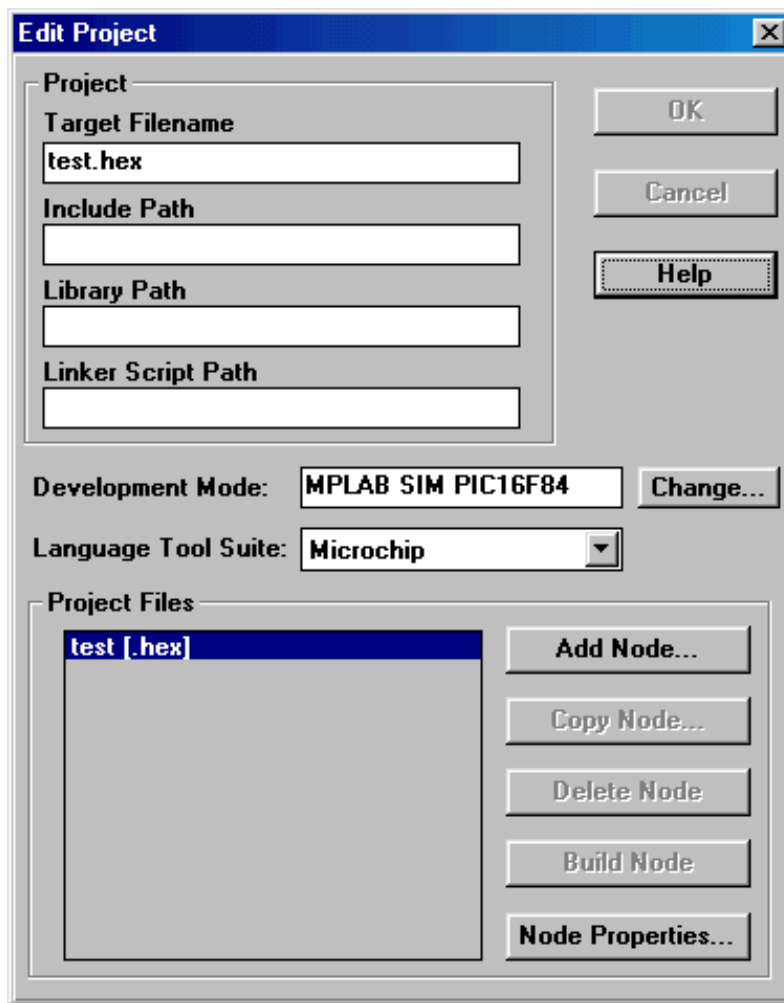 Edit Project
Project
Target Filename
test.hex
Include Path
Library Path
Linker Script Path
OK
Cancel
Help
Development Mode: MPLAB SIM PIC16F84 Change...
Language Tool Suite: Microchip
Project Files
test [.hex]
Add Node...
Copy Node...
Delete Node
Build Node
Node Properties...